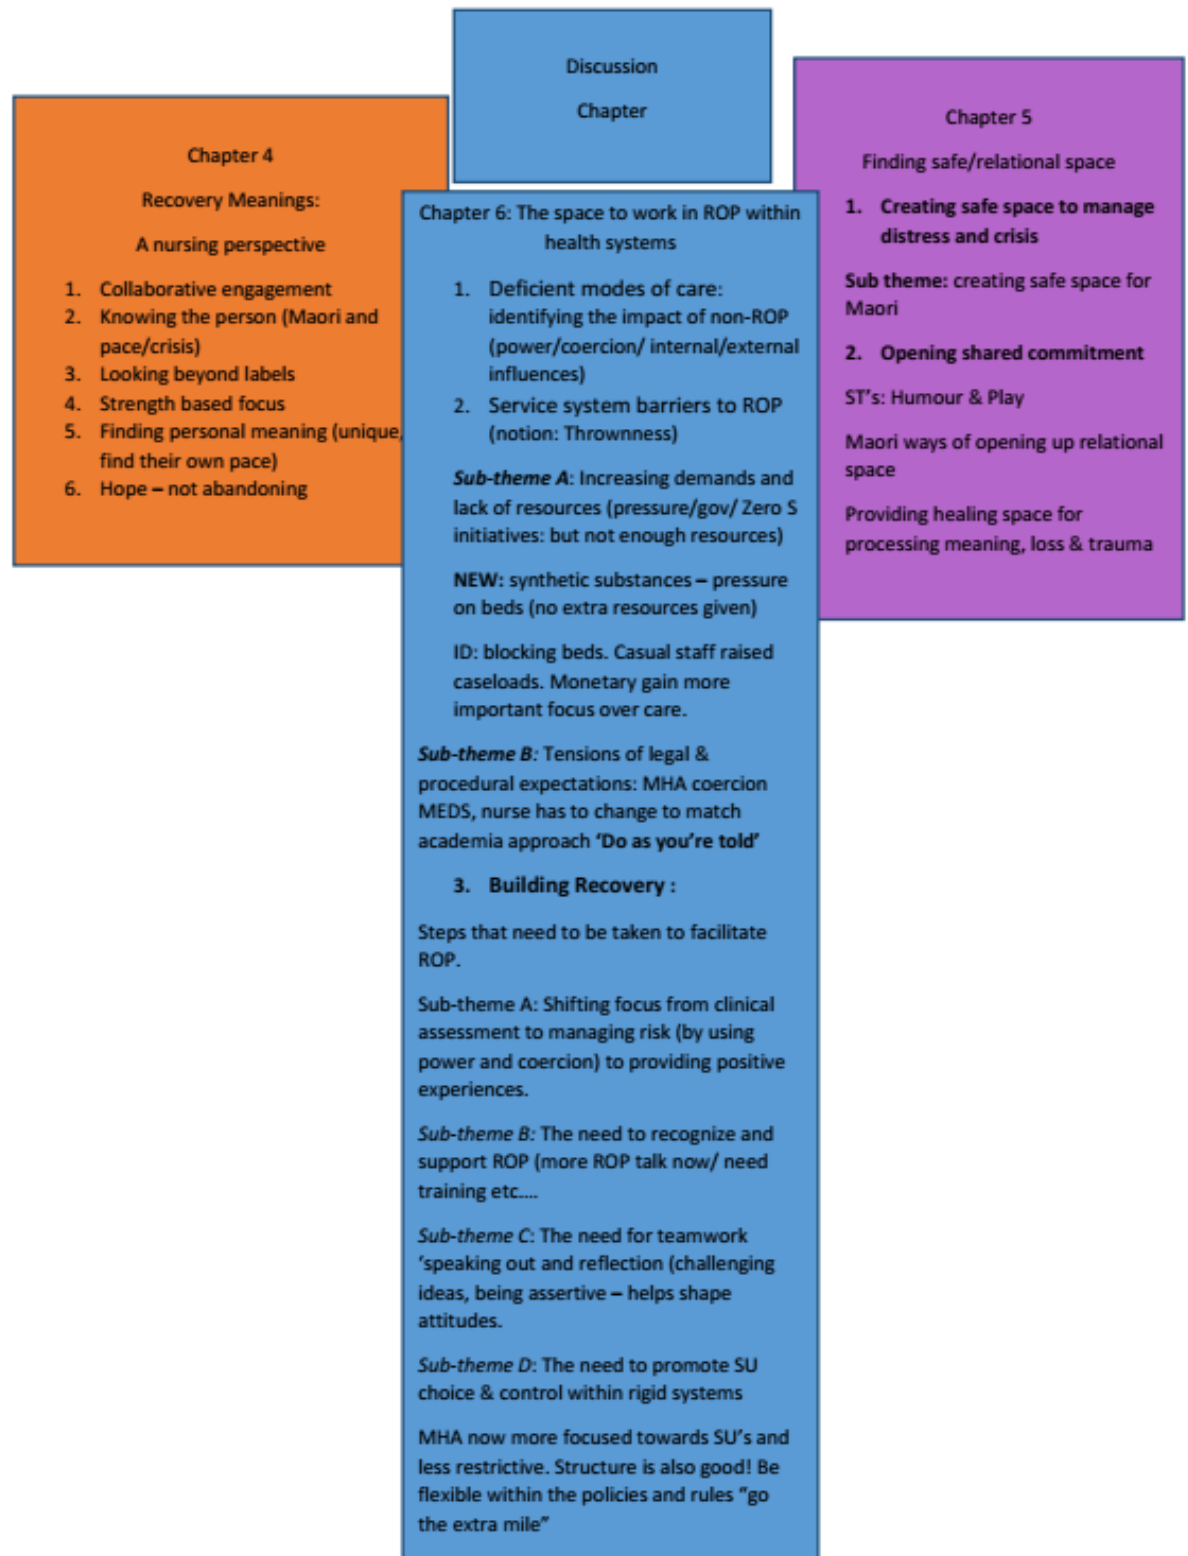 Discussion
Chapter
Chapter 4
Recovery Meanings:
A nursing perspective
1. Collaborative engagement
2. Knowing the person (Maori and
pace/crisis)
3. Looking beyond labels
4. Strength based focus
5. Finding personal meaning (unique,
find their own pace)
6. Hope – not abandoning
Chapter 6: The space to work in ROP within
health systems
1. Deficient modes of care:
identifying the impact of non-ROP
(power/coercion/ internal/external
influences)
2. Service system barriers to ROP
(notion: Thrownness)
Sub-theme A: Increasing demands and
lack of resources (pressure/gov/ Zero S
initiatives: but not enough resources)
NEW: synthetic substances – pressure
on beds (no extra resources given)
ID: blocking beds. Casual staff raised
caseloads. Monetary gain more
important focus over care.
Sub-theme B: Tensions of legal &
procedural expectations: MHA coercion
MEDS, nurse has to change to match
academia approach ‘Do as you’re told’
3. Building Recovery :
Steps that need to be taken to facilitate
ROP.
Sub-theme A: Shifting focus from clinical
assessment to managing risk (by using
power and coercion) to providing positive
experiences.
Sub-theme B: The need to recognize and
support ROP (more ROP talk now/ need
training etc....
Sub-theme C: The need for teamwork
‘speaking out and reflection (challenging
ideas, being assertive – helps shape
attitudes.
Sub-theme D: The need to promote SU
choice & control within rigid systems
MHA now more focused towards SU’s and
less restrictive. Structure is also good! Be
flexible within the policies and rules “go
the extra mile”
Chapter 5
Finding safe/relational space
1. Creating safe space to manage
distress and crisis
Sub theme: creating safe space for
Maori
2. Opening shared commitment
ST’s: Humour & Play
Maori ways of opening up relational
space
Providing healing space for
processing meaning, loss & trauma